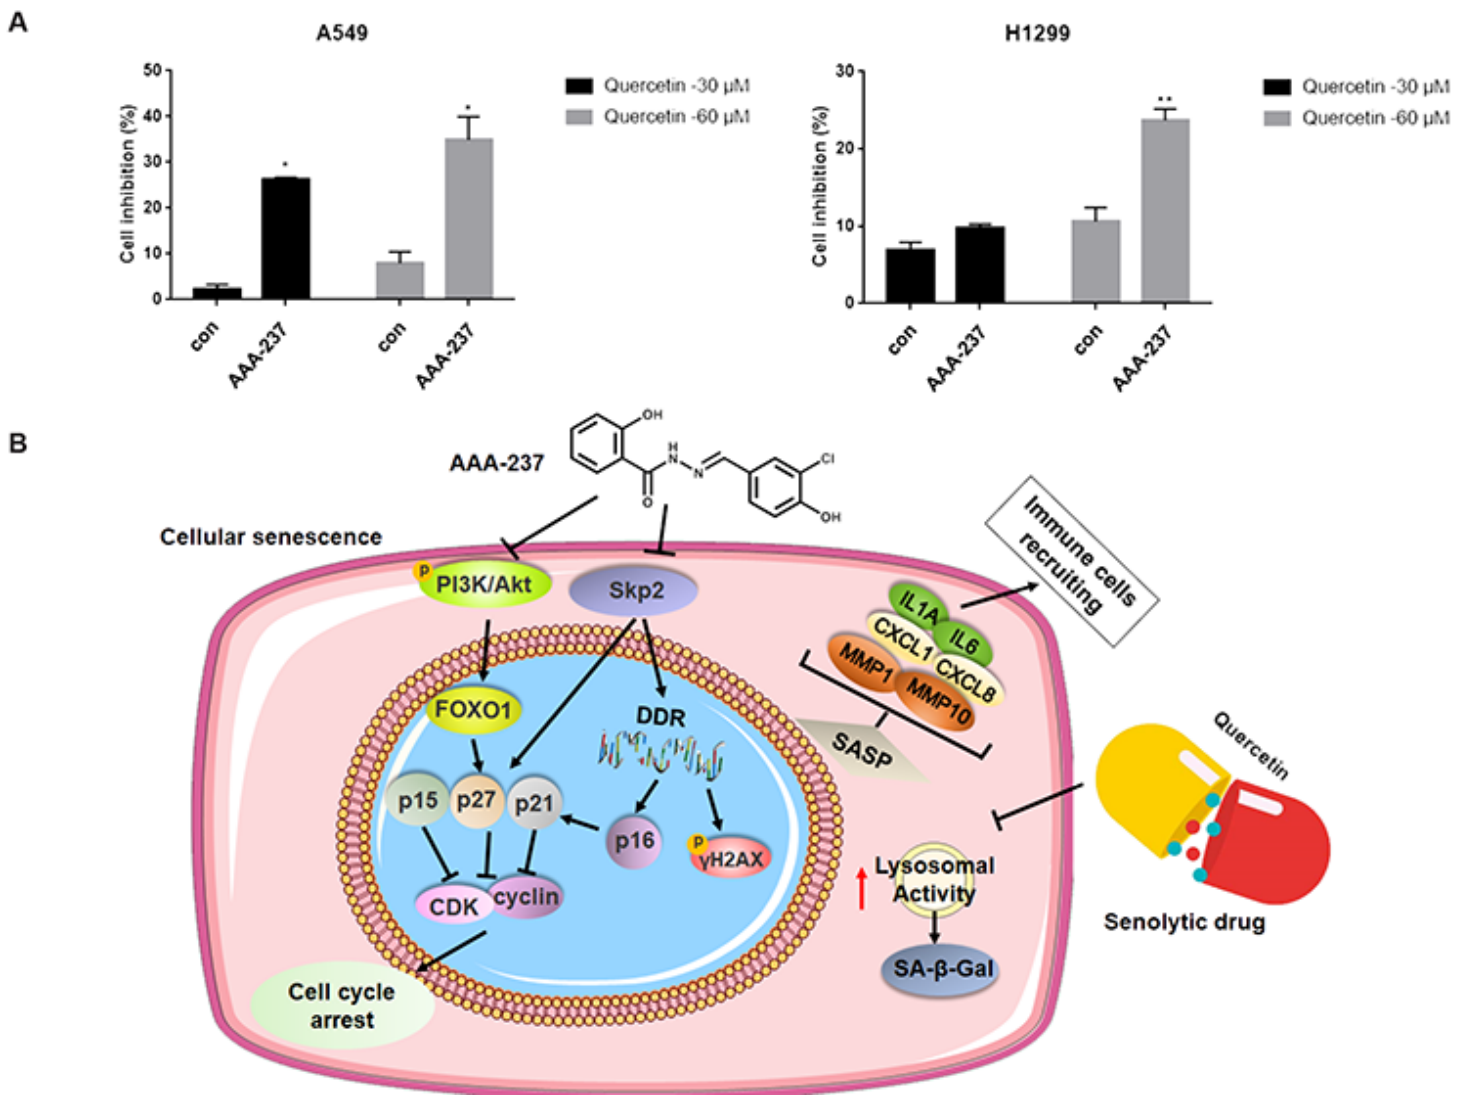 A
A549
50
40
30
20
10
0
Cell inhibition (%)
*
*
con
AAA-237
con
AAA-237
Quercetin -30 μM
Quercetin -60 μM
H1299
30
20
10
0
Cell inhibition (%)
**
con
AAA-237
con
AAA-237
Quercetin -30 μM
Quercetin -60 μM
B
AAA-237
OH
H
N
N
O
Cl
OH
Cellular senescence
P
PI3K/Akt
Skp2
IL1A
IL6
CXCL1
CXCL8
MMP1
MMP10
Immune cells
recruiting
SASP
FOXO1
DDR
p15
p27
p21
p16
P
γH2AX
CDK
cyclin
Cell cycle
arrest
Lysosomal
Activity
SA-β-Gal
Quercetin
Senolytic drug